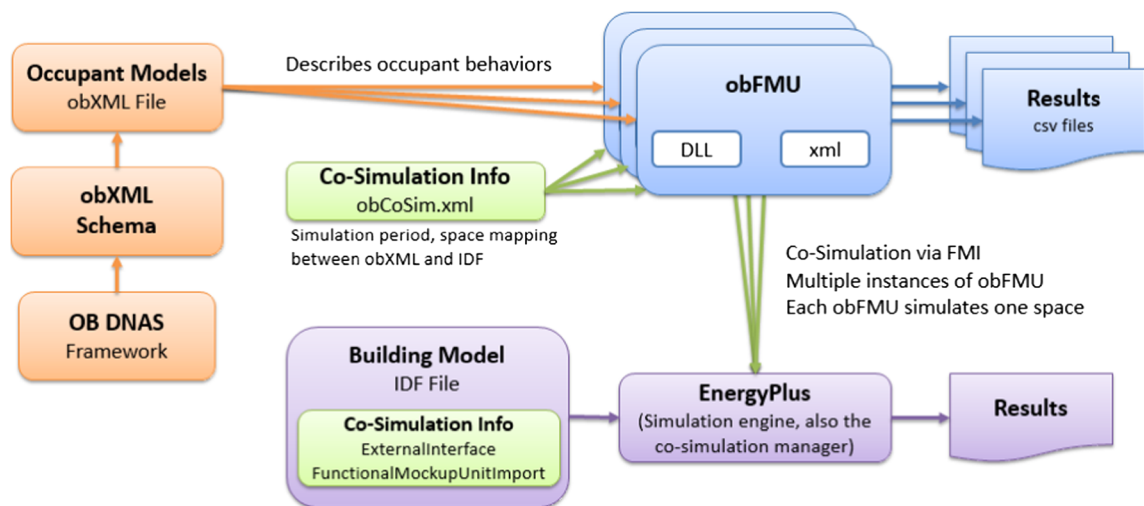 Occupant Models
obXML File
Describes occupant behaviors
obFMU
DLL
xml
Results
csv files
obXML
Schema
Co-Simulation Info
obCoSim.xml
Simulation period, space mapping
between obXML and IDF
Co-Simulation via FMI
Multiple instances of obFMU
Each obFMU simulates one space
OB DNAS
Framework
Building Model
IDF File
Co-Simulation Info
ExternalInterface
FunctionalMockupUnitImport
EnergyPlus
(Simulation engine, also the
co-simulation manager)
Results